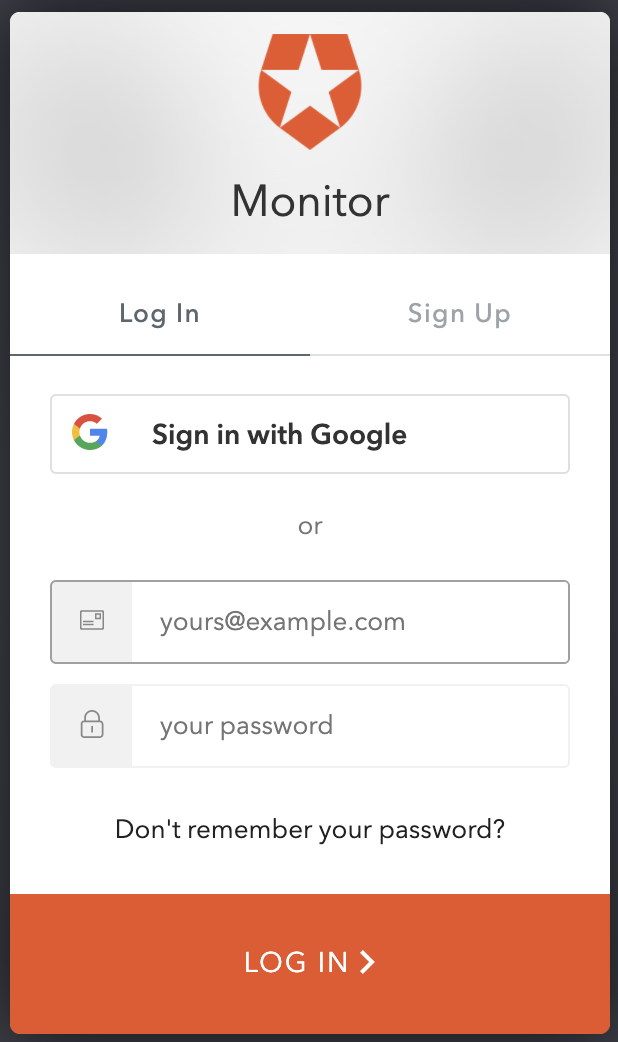 Monitor
Log In
Sign Up
Sign in with Google
or
yours@example.com
your password
Don't remember your password?
LOG IN